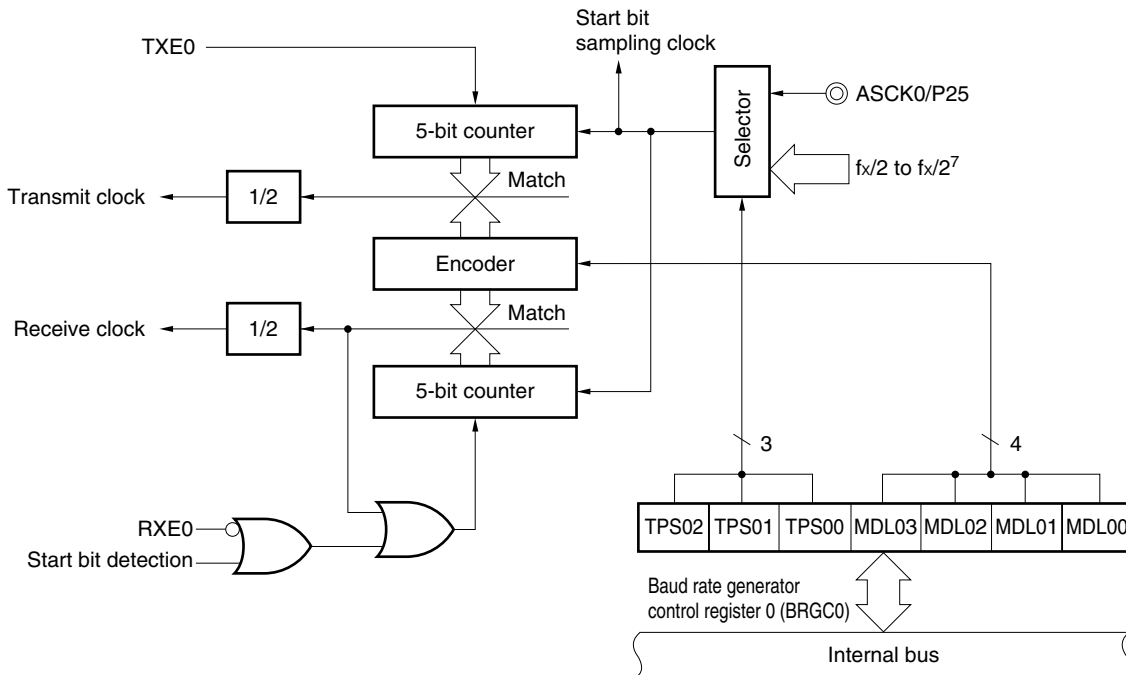 Start bit
sampling clock
TXE0
ASCK0/P25
5-bit counter
Selector
fx/2 to fx/2⁷
Match
Transmit clock
1/2
Encoder
Match
Receive clock
1/2
5-bit counter
3
4
RXE0
Start bit detection
TPS02 TPS01 TPS00 MDL03 MDL02 MDL01 MDL00
Baud rate generator
control register 0 (BRGC0)
Internal bus